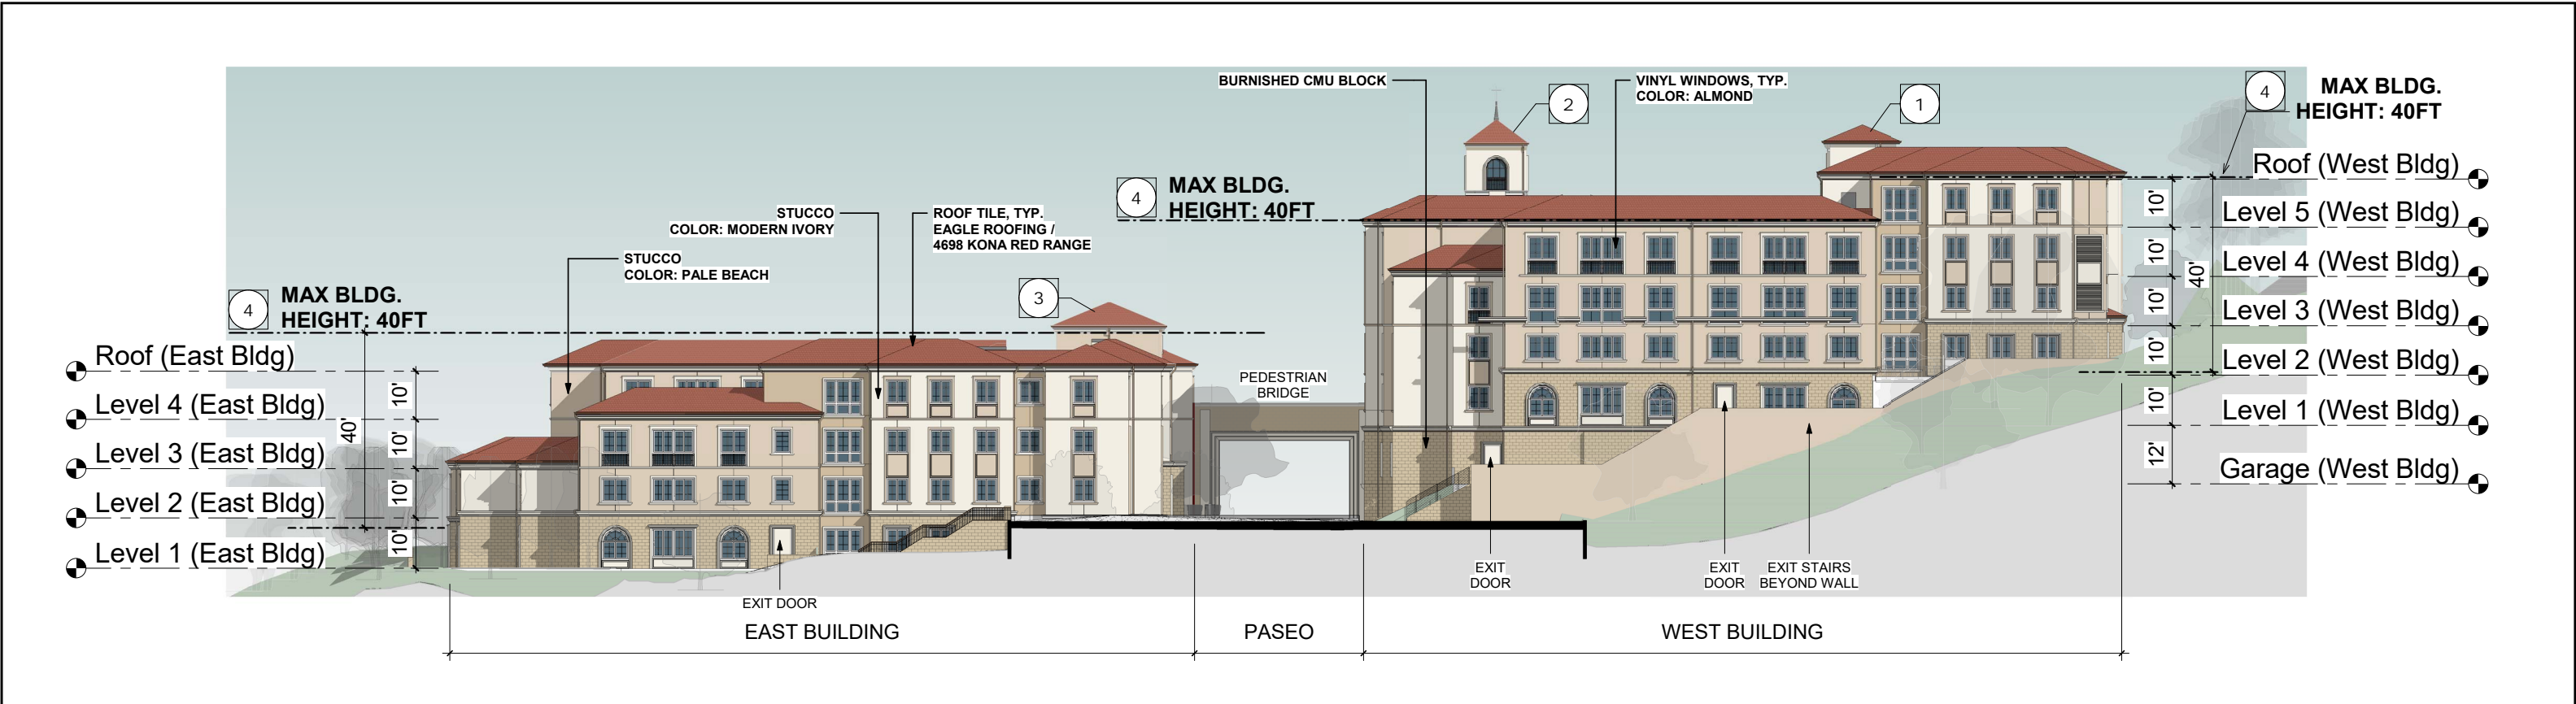 BURNISHED CMU BLOCK
VINYL WINDOWS, TYP.
COLOR: ALMOND
2
1
4
MAX BLDG.
HEIGHT: 40FT
4
MAX BLDG.
HEIGHT: 40FT
STUCCO
COLOR: MODERN IVORY
ROOF TILE, TYP.
EAGLE ROOFING /
4698 KONA RED RANGE
STUCCO
COLOR: PALE BEACH
3
4
MAX BLDG.
HEIGHT: 40FT
Roof (East Bldg)
Level 4 (East Bldg)
Level 3 (East Bldg)
Level 2 (East Bldg)
Level 1 (East Bldg)
40'
10'
10'
10'
10'
PEDESTRIAN
BRIDGE
Roof (West Bldg)
Level 5 (West Bldg)
Level 4 (West Bldg)
Level 3 (West Bldg)
Level 2 (West Bldg)
Level 1 (West Bldg)
Garage (West Bldg)
10'
10'
10'
10'
10'
12'
40'
EXIT DOOR
EXIT
DOOR
EXIT
DOOR
EXIT STAIRS
BEYOND WALL
EAST BUILDING
PASEO
WEST BUILDING